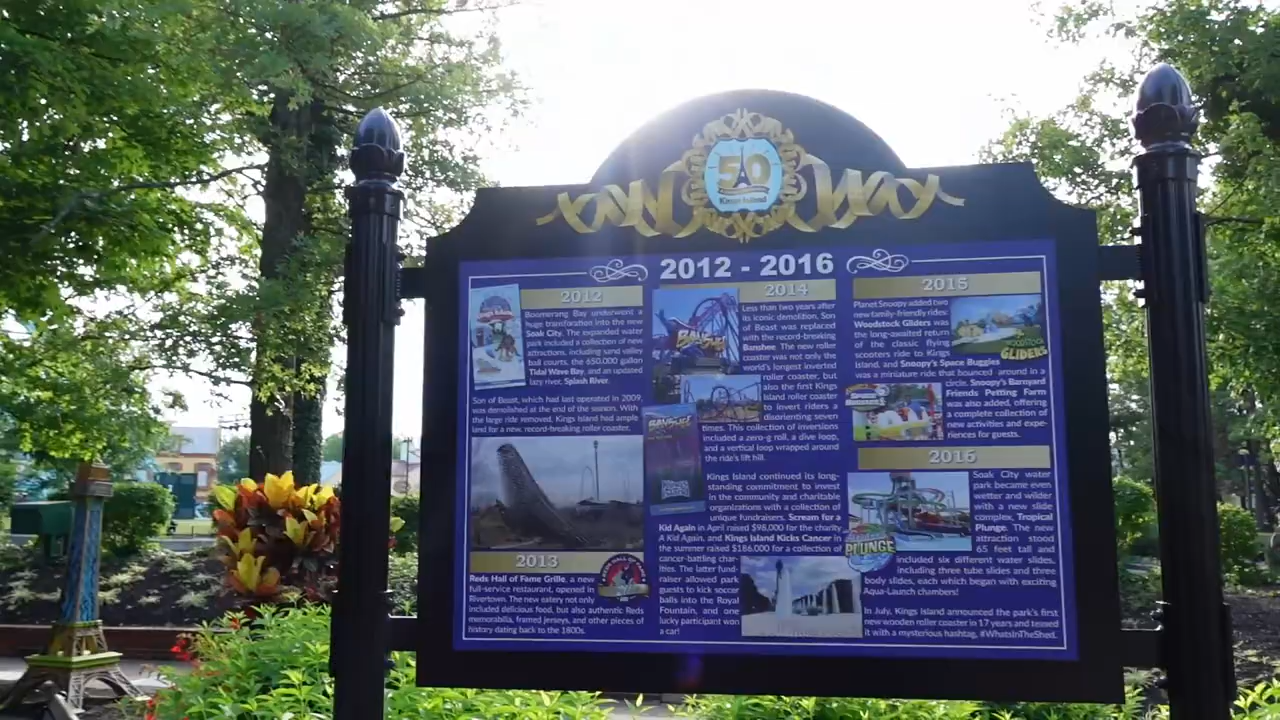 50
Kings Island
2012 - 2016
2012
Boomerang Bay underwent a
huge transforation into the new
Soak City. The expanded water
park included a collection of new
attractions, including sand volley
ball courts, the 650,000 gallon
Tidal Wave Bay, and an updated
lazy river, Splash River.
Son of Beast, which had last operated in 2009,
was demolished at the end of the season. With
the large ride removed, Kings Island had ample
land for a new, record-breaking roller coaster.
2013
Reds Hall of Fame Grille, a new
full-service restaurant, opened in
Rivertown. The new eatery not only
included delicious food, but also authentic Reds
memorabilia, framed jerseys, and other pieces of
history dating back to the 1800s.
2014
BANSHEE
Less than two years after
its iconic demolition, Son
of Beast was replaced
with the record-breaking
Banshee. The new roller
coaster was not only the
world's longest inverted
roller coaster, but
also the first Kings
Island roller coaster
to invert riders a
disorienting seven
times. This collection of inversions
included a zero-g roll, a dive loop,
and a vertical loop wrapped around
the ride's lift hill.
BANSHEE
Kings Island continued its long-
standing commitment to invest
in the community and charitable
organizations with a collection of
unique fundraisers. Scream for a
Kid Again in April raised $98,000 for the charity
A Kid Again, and Kings Island Kicks Cancer in
the summer raised $186,000 for a collection of
cancer-battling char-
ities. The latter fund-
raiser allowed park
guests to kick soccer
balls into the Royal
Fountain, and one
lucky participant won
a car!
2015
Planet Snoopy added two
new family-friendly rides:
Woodstock Gliders was
the long-awaited return
of the classic flying
scooters ride to Kings
Island, and Snoopy's Space Buggies
was a miniature ride that bounced around in a
circle. Snoopy's Barnyard
Friends Petting Farm
was also added, offering
a complete collection of
new activities and expe-
riences for guests.
WOODSTOCK
GLIDERS
2016
Soak City water
park became even
wetter and wilder
with a new slide
complex, Tropical
Plunge. The new
attraction stood
65 feet tall and
included six different water slides,
including three tube slides and three
body slides, each which began with exciting
Aqua-Launch chambers!
PLUNGE
In July, Kings Island announced the park's first
new wooden roller coaster in 17 years and teased
it with a mysterious hashtag, #WhatsInTheShed.